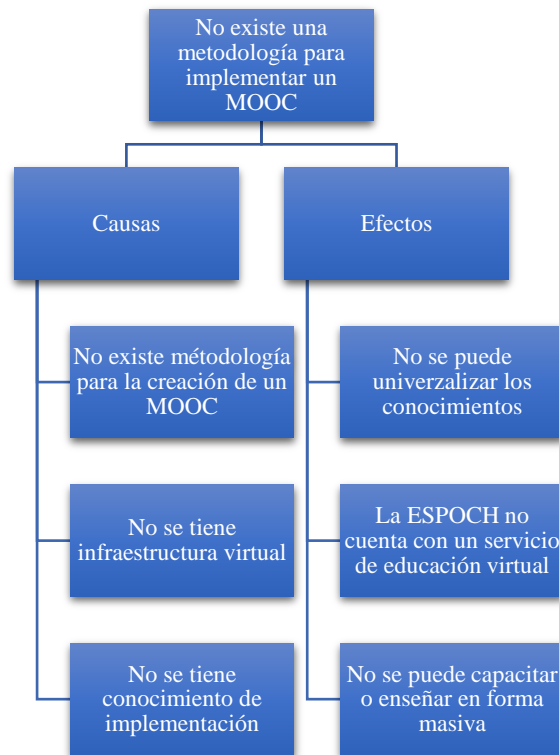 No existe una
metodología para
implementar un
MOOC
Causas
Efectos
No existe métodología
para la creación de un
MOOC
No se puede
univerzalizar los
conocimientos
No se tiene
infraestructura virtual
La ESPOCH no
cuenta con un servicio
de educación virtual
No se tiene
conocimiento de
implementación
No se puede capacitar
o enseñar en forma
masiva